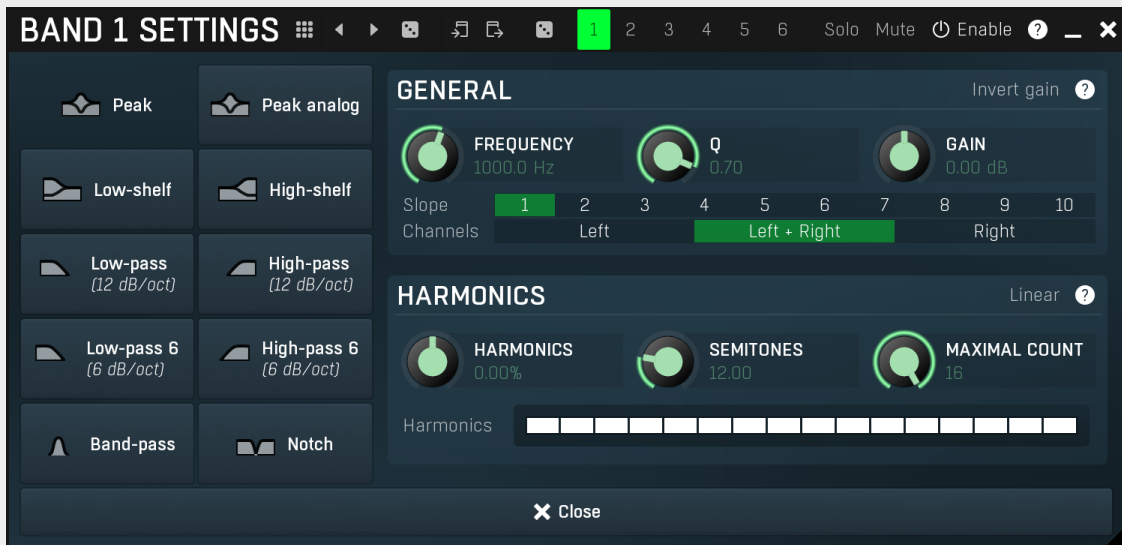 BAND 1 SETTINGS 1 2 3 4 5 6 Solo Mute Enable ?
Peak
Peak analog
Low-shelf
High-shelf
Low-pass
(12 dB/oct)
High-pass
(12 dB/oct)
Low-pass 6
(6 dB/oct)
High-pass 6
(6 dB/oct)
Band-pass
Notch
GENERAL Invert gain ?
FREQUENCY
1000.0 Hz
Q
0.70
GAIN
0.00 dB
Slope 1 2 3 4 5 6 7 8 9 10
Channels Left Left + Right Right
HARMONICS Linear ?
HARMONICS
0.00%
SEMITONES
12.00
MAXIMAL COUNT
16
Harmonics
Close